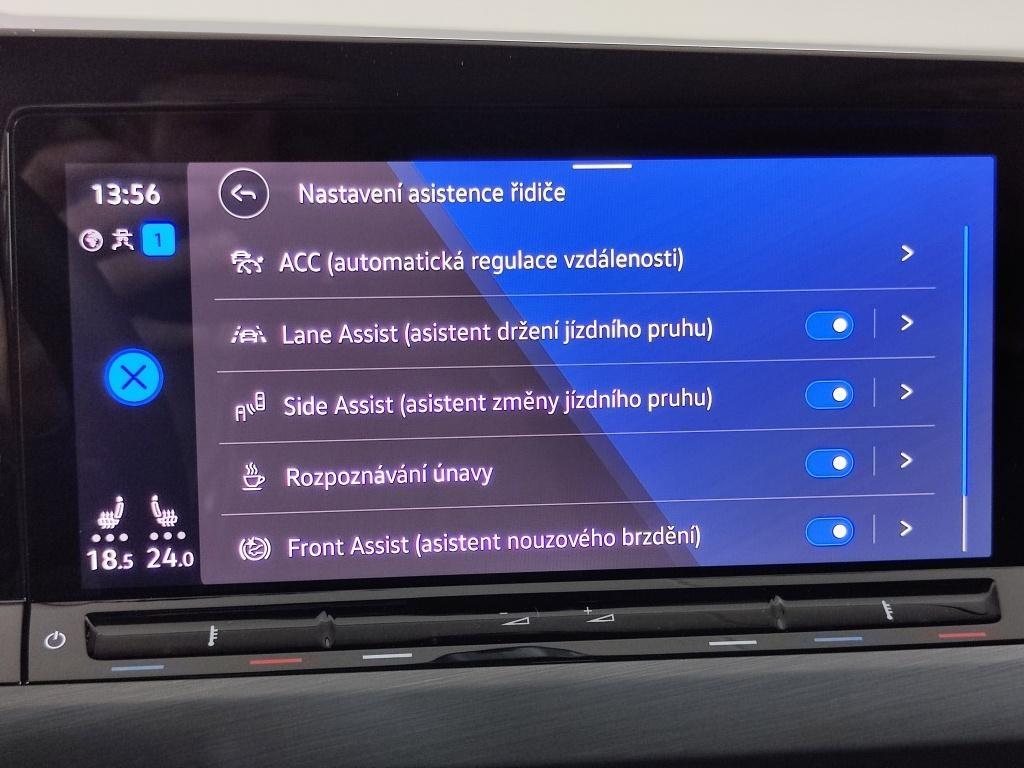 13:56
Nastavení asistence řidiče
1
ACC (automatická regulace vzdálenosti)
Lane Assist (asistent držení jízdního pruhu)
Side Assist (asistent změny jízdního pruhu)
Rozpoznávání únavy
Front Assist (asistent nouzového brzdění)
18.5 24.0
- +